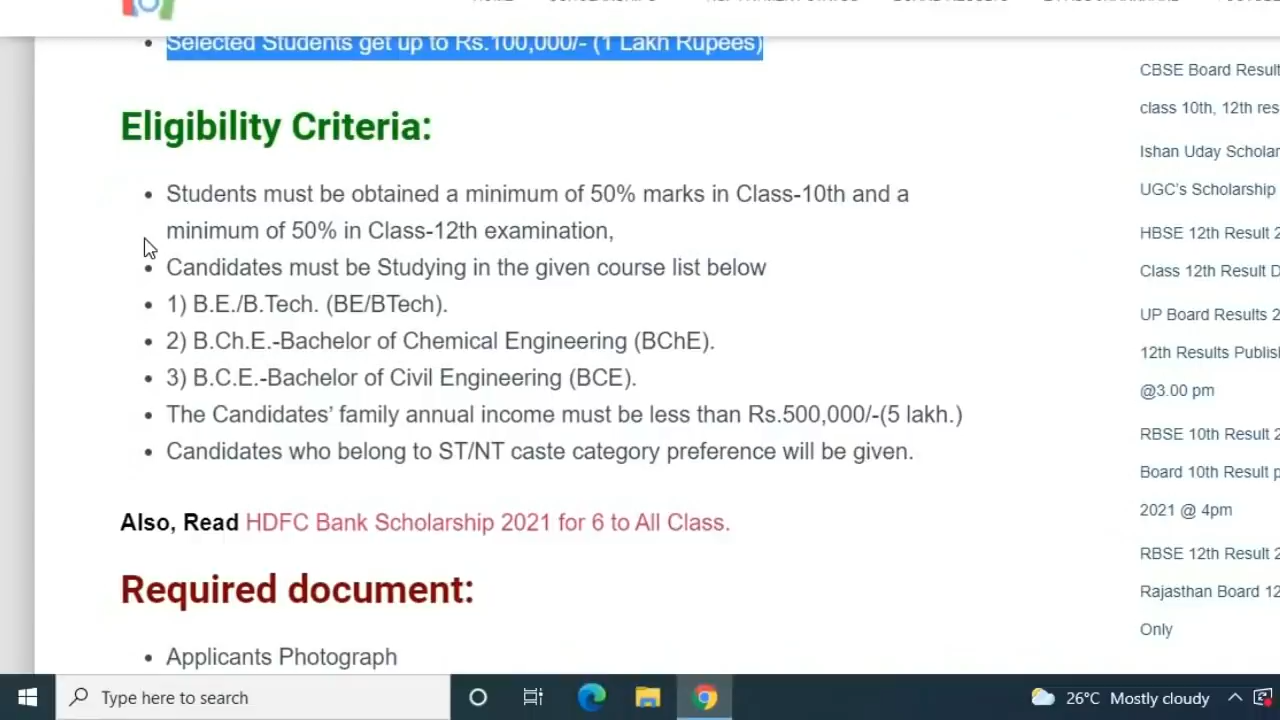 Selected Students get up to Rs.100,000/- (1 Lakh Rupees)
Eligibility Criteria:
• Students must be obtained a minimum of 50% marks in Class-10th and a
minimum of 50% in Class-12th examination,
• Candidates must be Studying in the given course list below
• 1) B.E./B.Tech. (BE/BTech).
• 2) B.Ch.E.-Bachelor of Chemical Engineering (BChE).
• 3) B.C.E.-Bachelor of Civil Engineering (BCE).
• The Candidates’ family annual income must be less than Rs.500,000/-(5 lakh.)
• Candidates who belong to ST/NT caste category preference will be given.
Also, Read HDFC Bank Scholarship 2021 for 6 to All Class.
Required document:
• Applicants Photograph
CBSE Board Result
class 10th, 12th res
Ishan Uday Scholar
UGC's Scholarship
HBSE 12th Result 2
Class 12th Result D
UP Board Results 2
12th Results Publis
@3.00 pm
RBSE 10th Result 2
Board 10th Result p
2021 @ 4pm
RBSE 12th Result 2
Rajasthan Board 12
Only
Type here to search
26°C Mostly cloudy